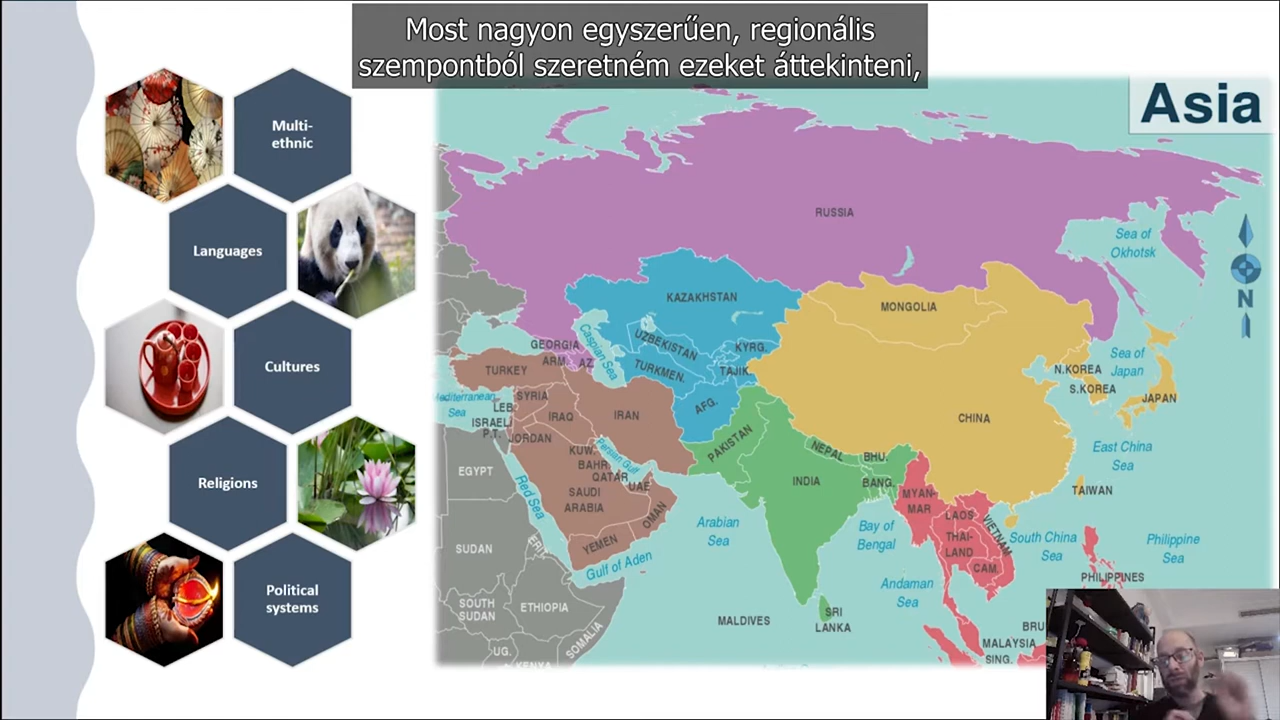 Most nagyon egyszerűen, regionális
szempontból szeretném ezeket áttekinteni,
Multi-
ethnic
Languages
Cultures
Religions
Political
systems
Asia
RUSSIA
Sea of
Okhotsk
N
KAZAKHSTAN
MONGOLIA
UZBEKISTAN
KYRG.
TURKMEN.
TAJIK.
Caspian Sea
GEORGIA
ARM.
AZ.
TURKEY
Sea of
Japan
N.KOREA
S.KOREA
JAPAN
AFG.
SYRIA
LEB.
Mediterranean
Sea
ISRAEL
P.T.
JORDAN
IRAQ
IRAN
CHINA
East China
Sea
PAKISTAN
NEPAL
BHU.
INDIA
BANG.
KUW.
Persian Gulf
BAHR.
QATAR
UAE
SAUDI
ARABIA
OMAN
YEMEN
EGYPT
Red Sea
TAIWAN
MYAN-
MAR
LAOS
VIETNAM
THAI-
LAND
CAM.
South China
Sea
Philippine
Sea
Arabian
Sea
Bay of
Bengal
Andaman
Sea
Gulf of Aden
SUDAN
ERI.
SOUTH
SUDAN
ETHIOPIA
SOMALIA
UG.
KENYA
MALDIVES
SRI
LANKA
PHILIPPINES
BRU
MALAYSIA
SING.